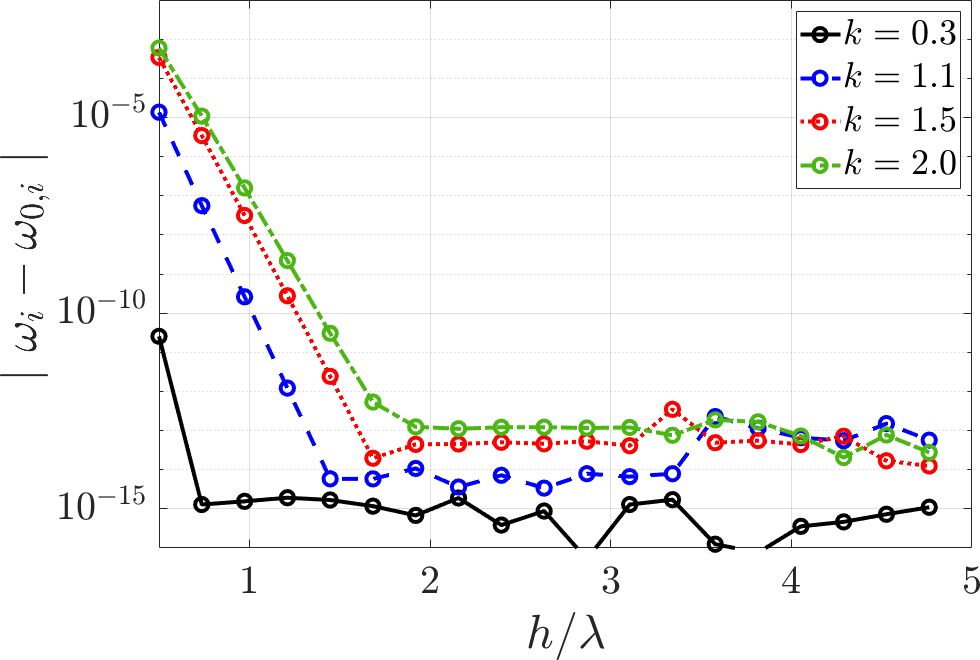 k = 0.3
k = 1.1
k = 1.5
k = 2.0
| ω_i − ω_{0,i} |
10^{-5}
10^{-10}
10^{-15}
1 2 3 4 5
h/λ